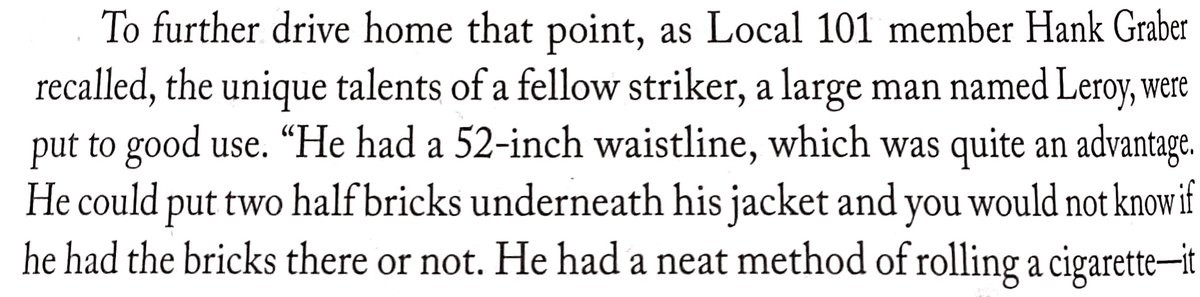 To further drive home that point, as Local 101 member Hank Graber
recalled, the unique talents of a fellow striker, a large man named Leroy, were
put to good use. “He had a 52-inch waistline, which was quite an advantage.
He could put two half bricks underneath his jacket and you would not know if
he had the bricks there or not. He had a neat method of rolling a cigarette—it